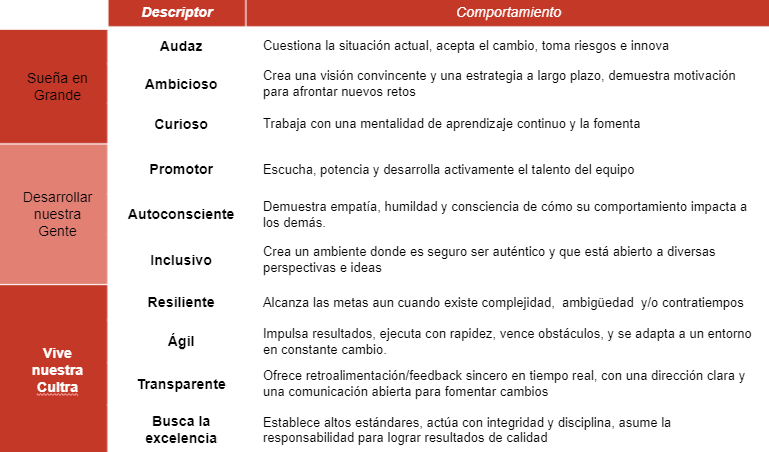 Descriptor
Comportamiento
Sueña en
Grande
Audaz
Cuestiona la situación actual, acepta el cambio, toma riesgos e innova
Ambicioso
Crea una visión convincente y una estrategia a largo plazo, demuestra motivación
para afrontar nuevos retos
Curioso
Trabaja con una mentalidad de aprendizaje continuo y la fomenta
Desarrollar
nuestra
Gente
Promotor
Escucha, potencia y desarrolla activamente el talento del equipo
Autoconsciente
Demuestra empatía, humildad y consciencia de cómo su comportamiento impacta a
los demás.
Inclusivo
Crea un ambiente donde es seguro ser auténtico y que está abierto a diversas
perspectivas e ideas
Vive
nuestra
Cultra
Resiliente
Alcanza las metas aun cuando existe complejidad, ambigüedad y/o contratiempos
Ágil
Impulsa resultados, ejecuta con rapidez, vence obstáculos, y se adapta a un entorno
en constante cambio.
Transparente
Ofrece retroalimentación/feedback sincero en tiempo real, con una dirección clara y
una comunicación abierta para fomentar cambios
Busca la
excelencia
Establece altos estándares, actúa con integridad y disciplina, asume la
responsabilidad para lograr resultados de calidad